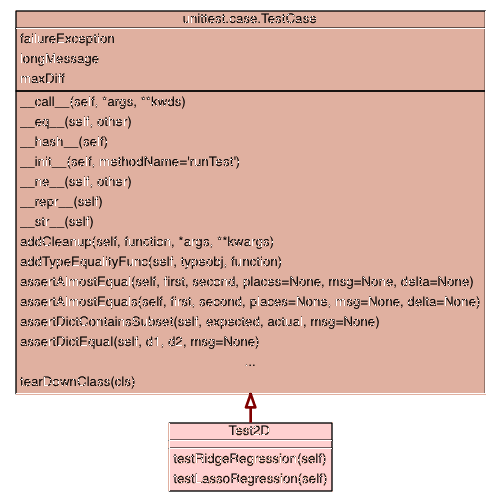 unittest.case.TestCase
failureException
longMessage
maxDiff
__call__(self, *args, **kwds)
__eq__(self, other)
__hash__(self)
__init__(self, methodName='runTest')
__ne__(self, other)
__repr__(self)
__str__(self)
addCleanup(self, function, *args, **kwargs)
addTypeEqualityFunc(self, typeobj, function)
assertAlmostEqual(self, first, second, places=None, msg=None, delta=None)
assertAlmostEquals(self, first, second, places=None, msg=None, delta=None)
assertDictContainsSubset(self, expected, actual, msg=None)
assertDictEqual(self, d1, d2, msg=None)
...
tearDownClass(cls)
Test2D
testRidgeRegression(self)
testLassoRegression(self)